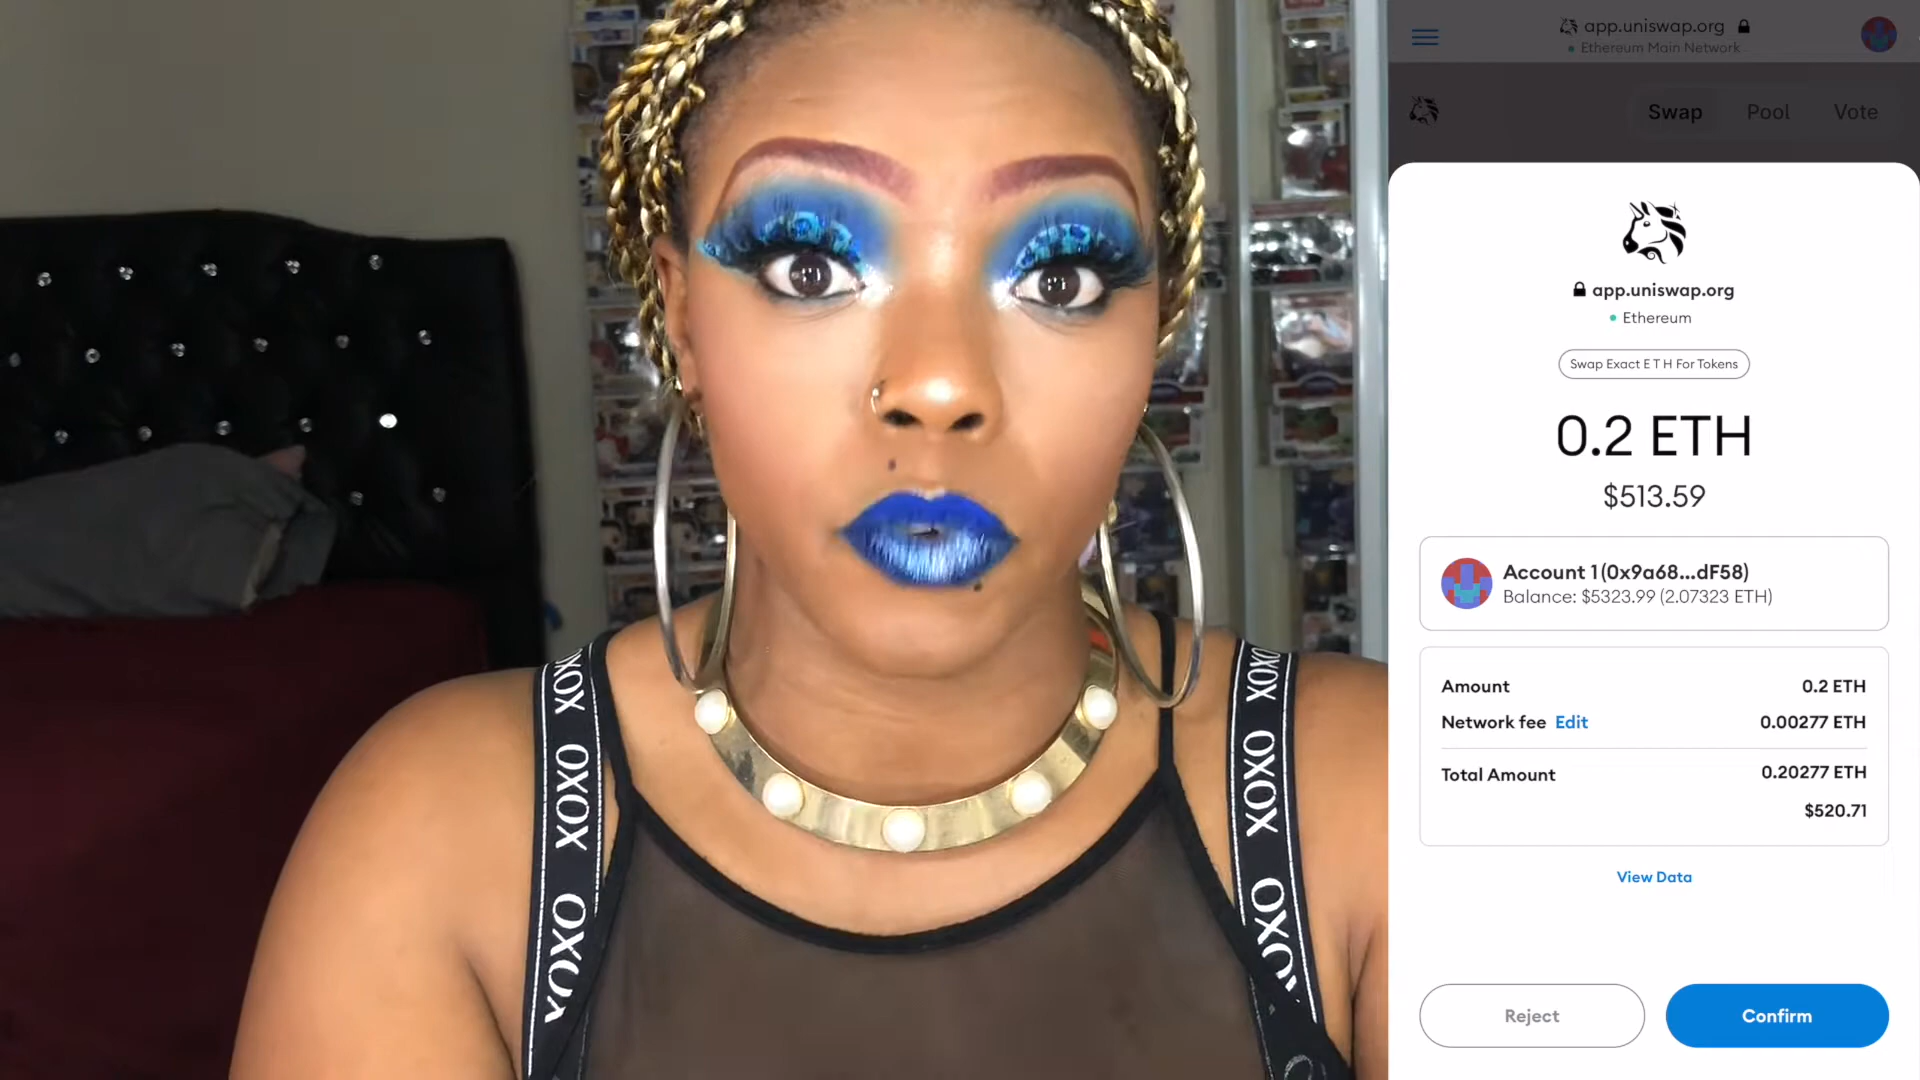 app.uniswap.org
Ethereum Main Network
Swap Pool Vote
app.uniswap.org
Ethereum
Swap Exact E T H For Tokens
0.2 ETH
$513.59
Account 1 (0x9a68...dF58)
Balance: $5323.99 (2.07323 ETH)
Amount 0.2 ETH
Network fee Edit 0.00277 ETH
Total Amount 0.20277 ETH
$520.71
View Data
Reject Confirm
XOXO
XOXO
XOXO
XOXO
XOXO
XOXO